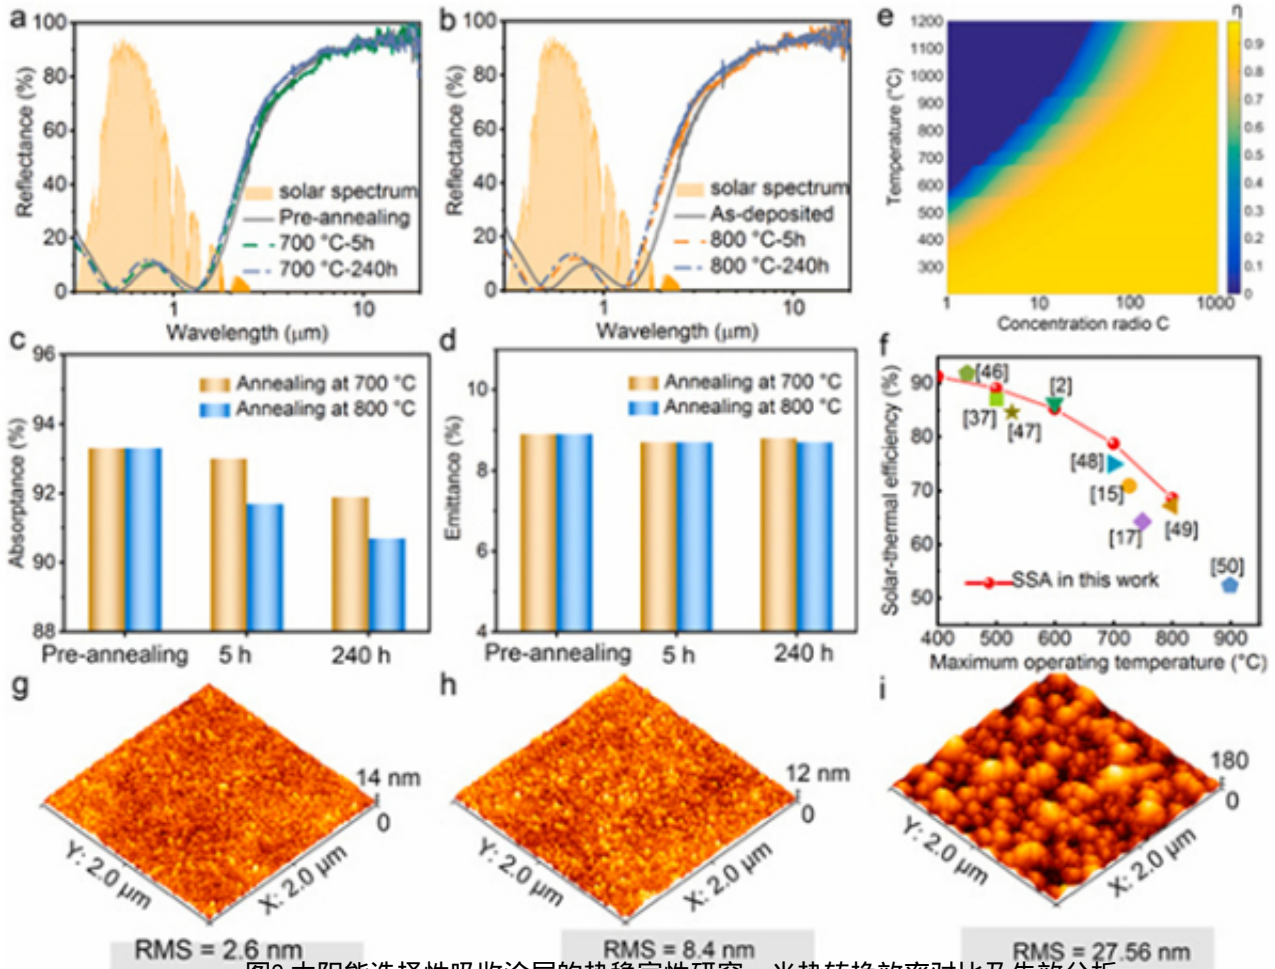 a
100
80
60
40
20
0
Reflectance (%)
solar spectrum
Pre-annealing
700 °C-5h
700 °C-240h
1
10
Wavelength (μm)
b
100
80
60
40
20
0
Reflectance (%)
solar spectrum
As-deposited
800 °C-5h
800 °C-240h
1
10
Wavelength (μm)
e
η
1200
1100
1000
900
800
700
600
500
400
300
Temperature (°C)
0.9
0.8
0.7
0.6
0.5
0.4
0.3
0.2
0.1
0
1
10
100
1000
Concentration radio C
c
96
94
92
90
88
Absorptance (%)
Annealing at 700 °C
Annealing at 800 °C
Pre-annealing
5 h
240 h
d
10
8
6
4
Emittance (%)
Annealing at 700 °C
Annealing at 800 °C
Pre-annealing
5 h
240 h
f
90
80
70
60
50
Solar-thermal efficiency (%)
[46]
[2]
[37]
[47]
[48]
[15]
[17]
[49]
[50]
SSA in this work
400
500
600
700
800
900
Maximum operating temperature (°C)
g
14 nm
0
Y: 2.0 μm
X: 2.0 μm
RMS = 2.6 nm
h
12 nm
0
Y: 2.0 μm
X: 2.0 μm
RMS = 8.4 nm
i
180
0
Y: 2.0 μm
X: 2.0 μm
RMS = 27.56 nm